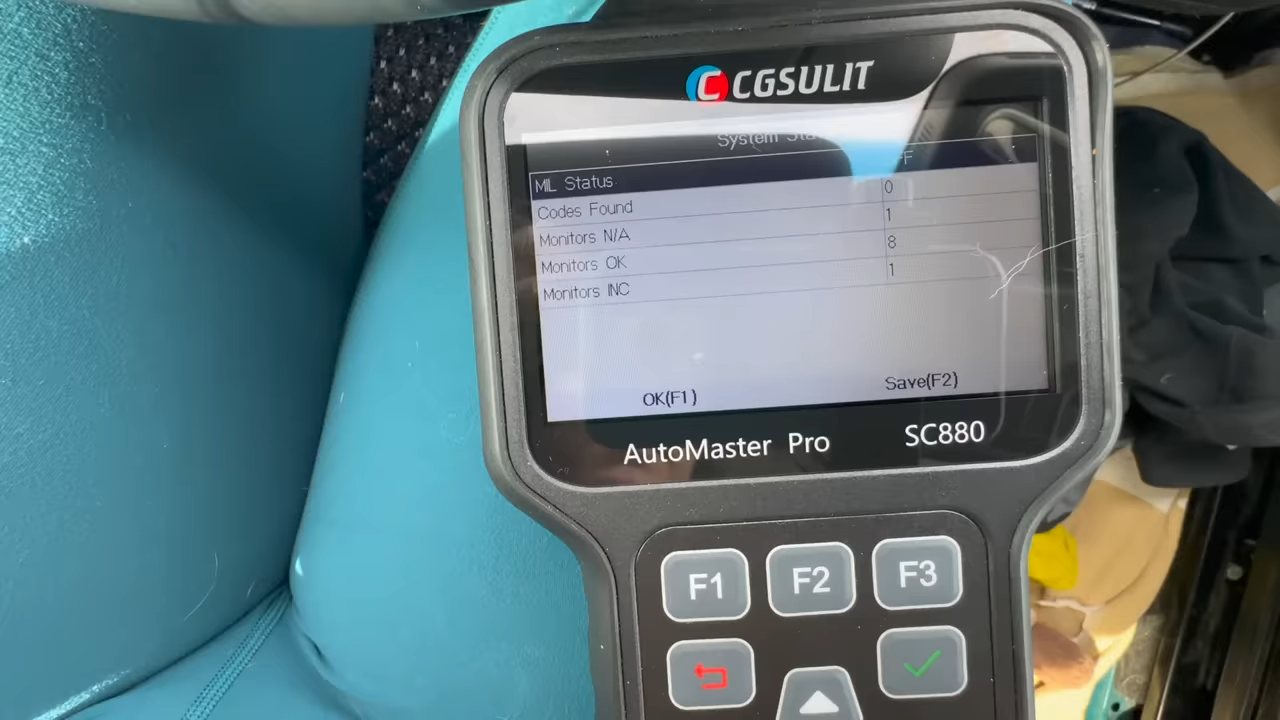 CGSULIT
System Sta
MIL Status F
Codes Found 0
Monitors N/A 1
Monitors OK 8
Monitors INC 1
OK(F1) Save(F2)
AutoMaster Pro SC880
F1 F2 F3